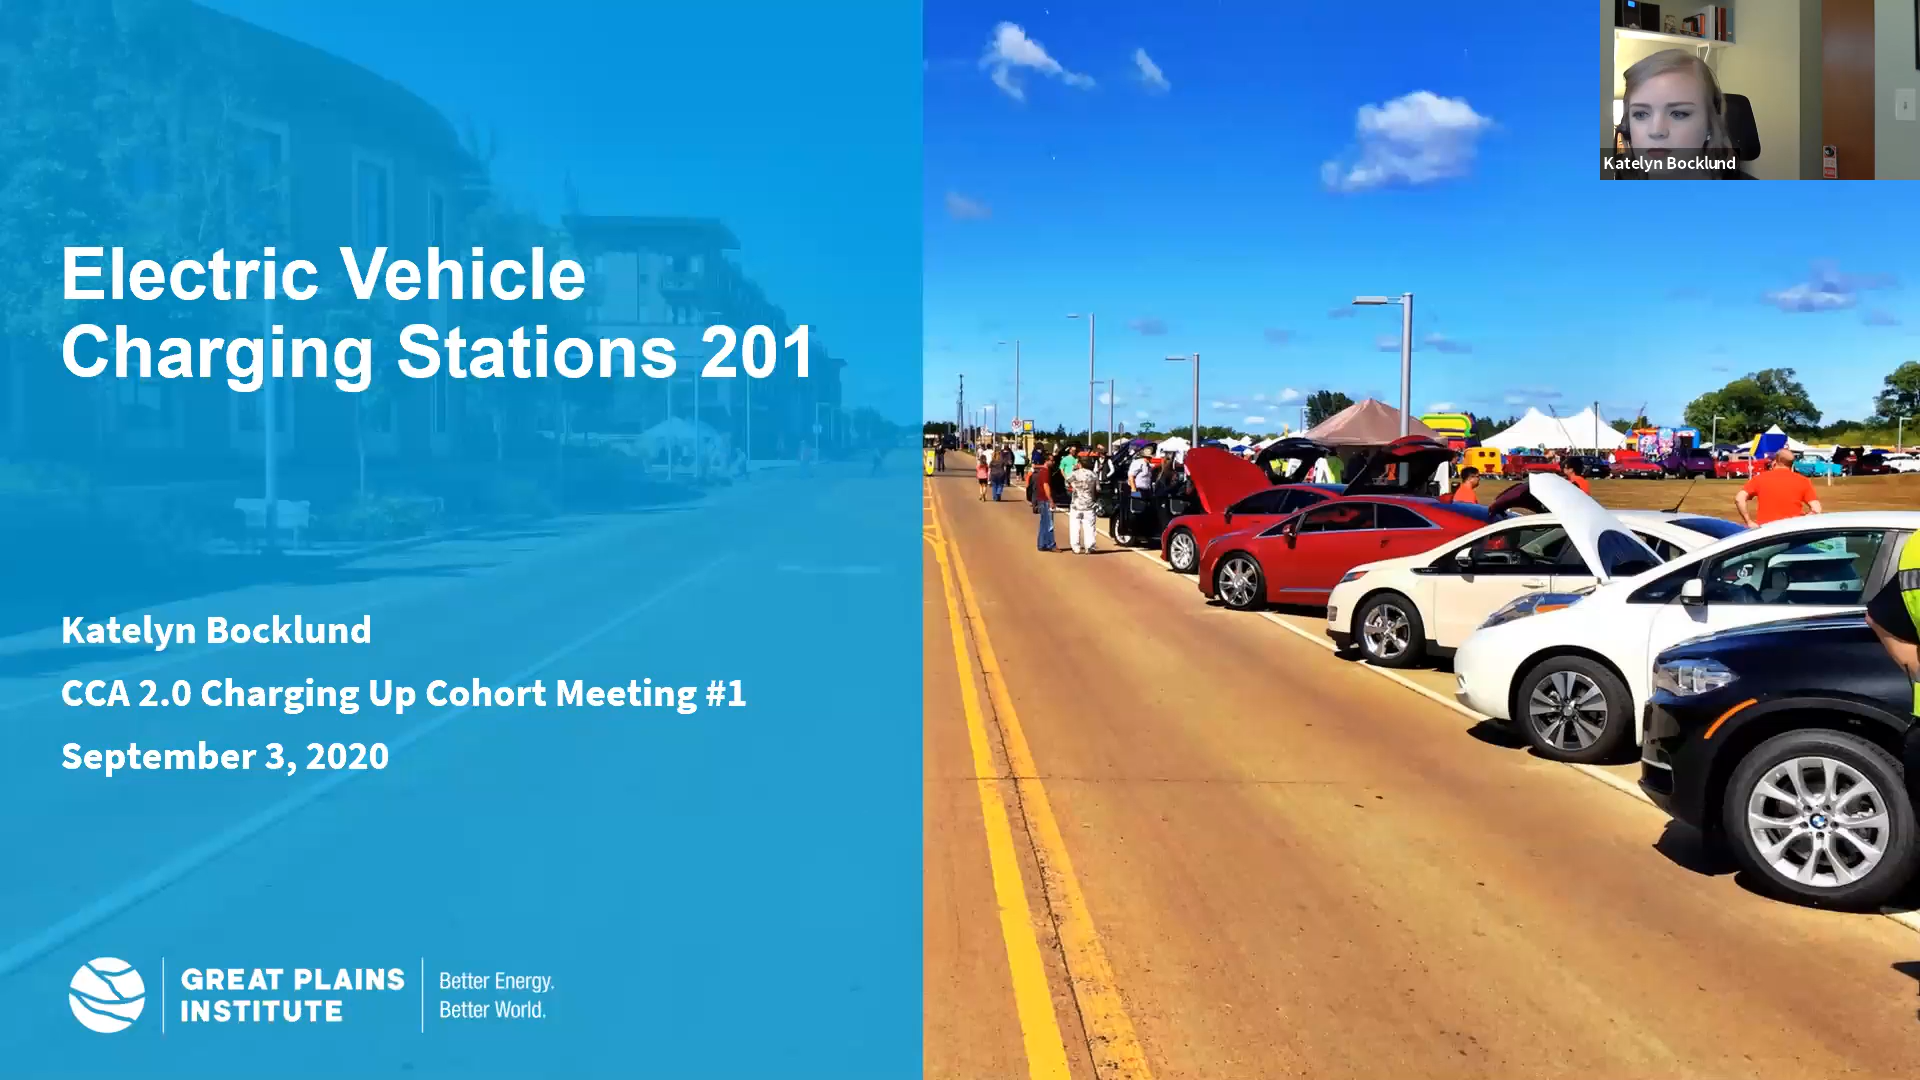 Electric Vehicle
Charging Stations 201
Katelyn Bocklund
CCA 2.0 Charging Up Cohort Meeting #1
September 3, 2020
GREAT PLAINS
INSTITUTE
Better Energy.
Better World.
Katelyn Bocklund